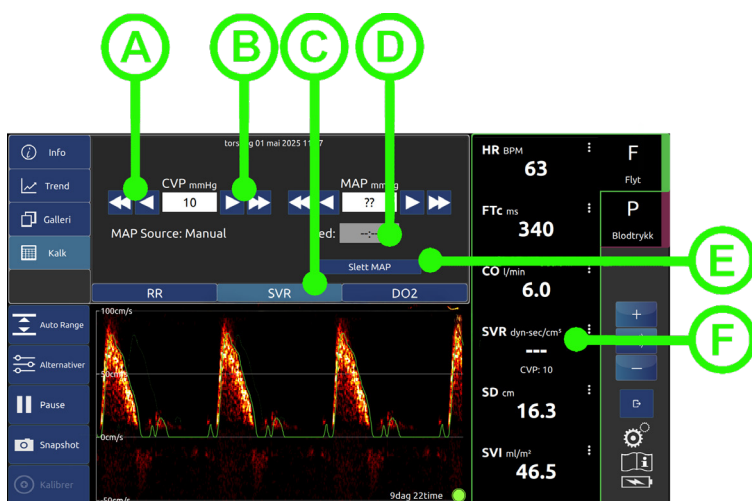 A
B
C
D
torsdag 01 mai 2025 11:
Info
Trend
Galleri
Kalk
CVP mmHg
10
MAP
??
MAP Source: Manual
--:--
Slett MAP
E
RR
SVR
DO2
Auto Range
Alternativer
Pause
Snapshot
Kalibrer
100cm/s
50cm/s
0cm/s
-50cm/s
9dag 22time
HR BPM
63
FTc ms
340
CO l/min
6.0
SVR dyn-sec/cm⁵
---
CVP: 10
SD cm
16.3
SVI ml/m²
46.5
F
Flyt
P
Blodtrykk
+
−
F